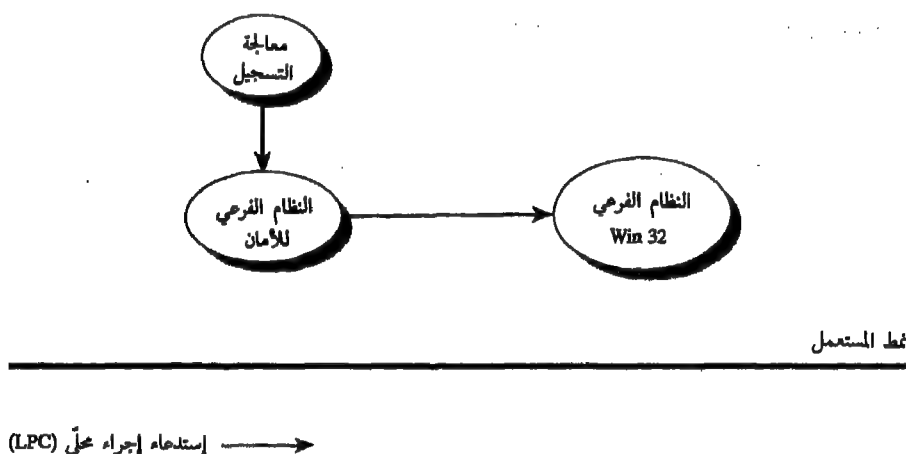 معالجة
التسجيل
النظام الفرعي
للأمان
النظام الفرعي
Win 32
نمط المستعمل
إستدعاء إجراء محلّي (LPC)